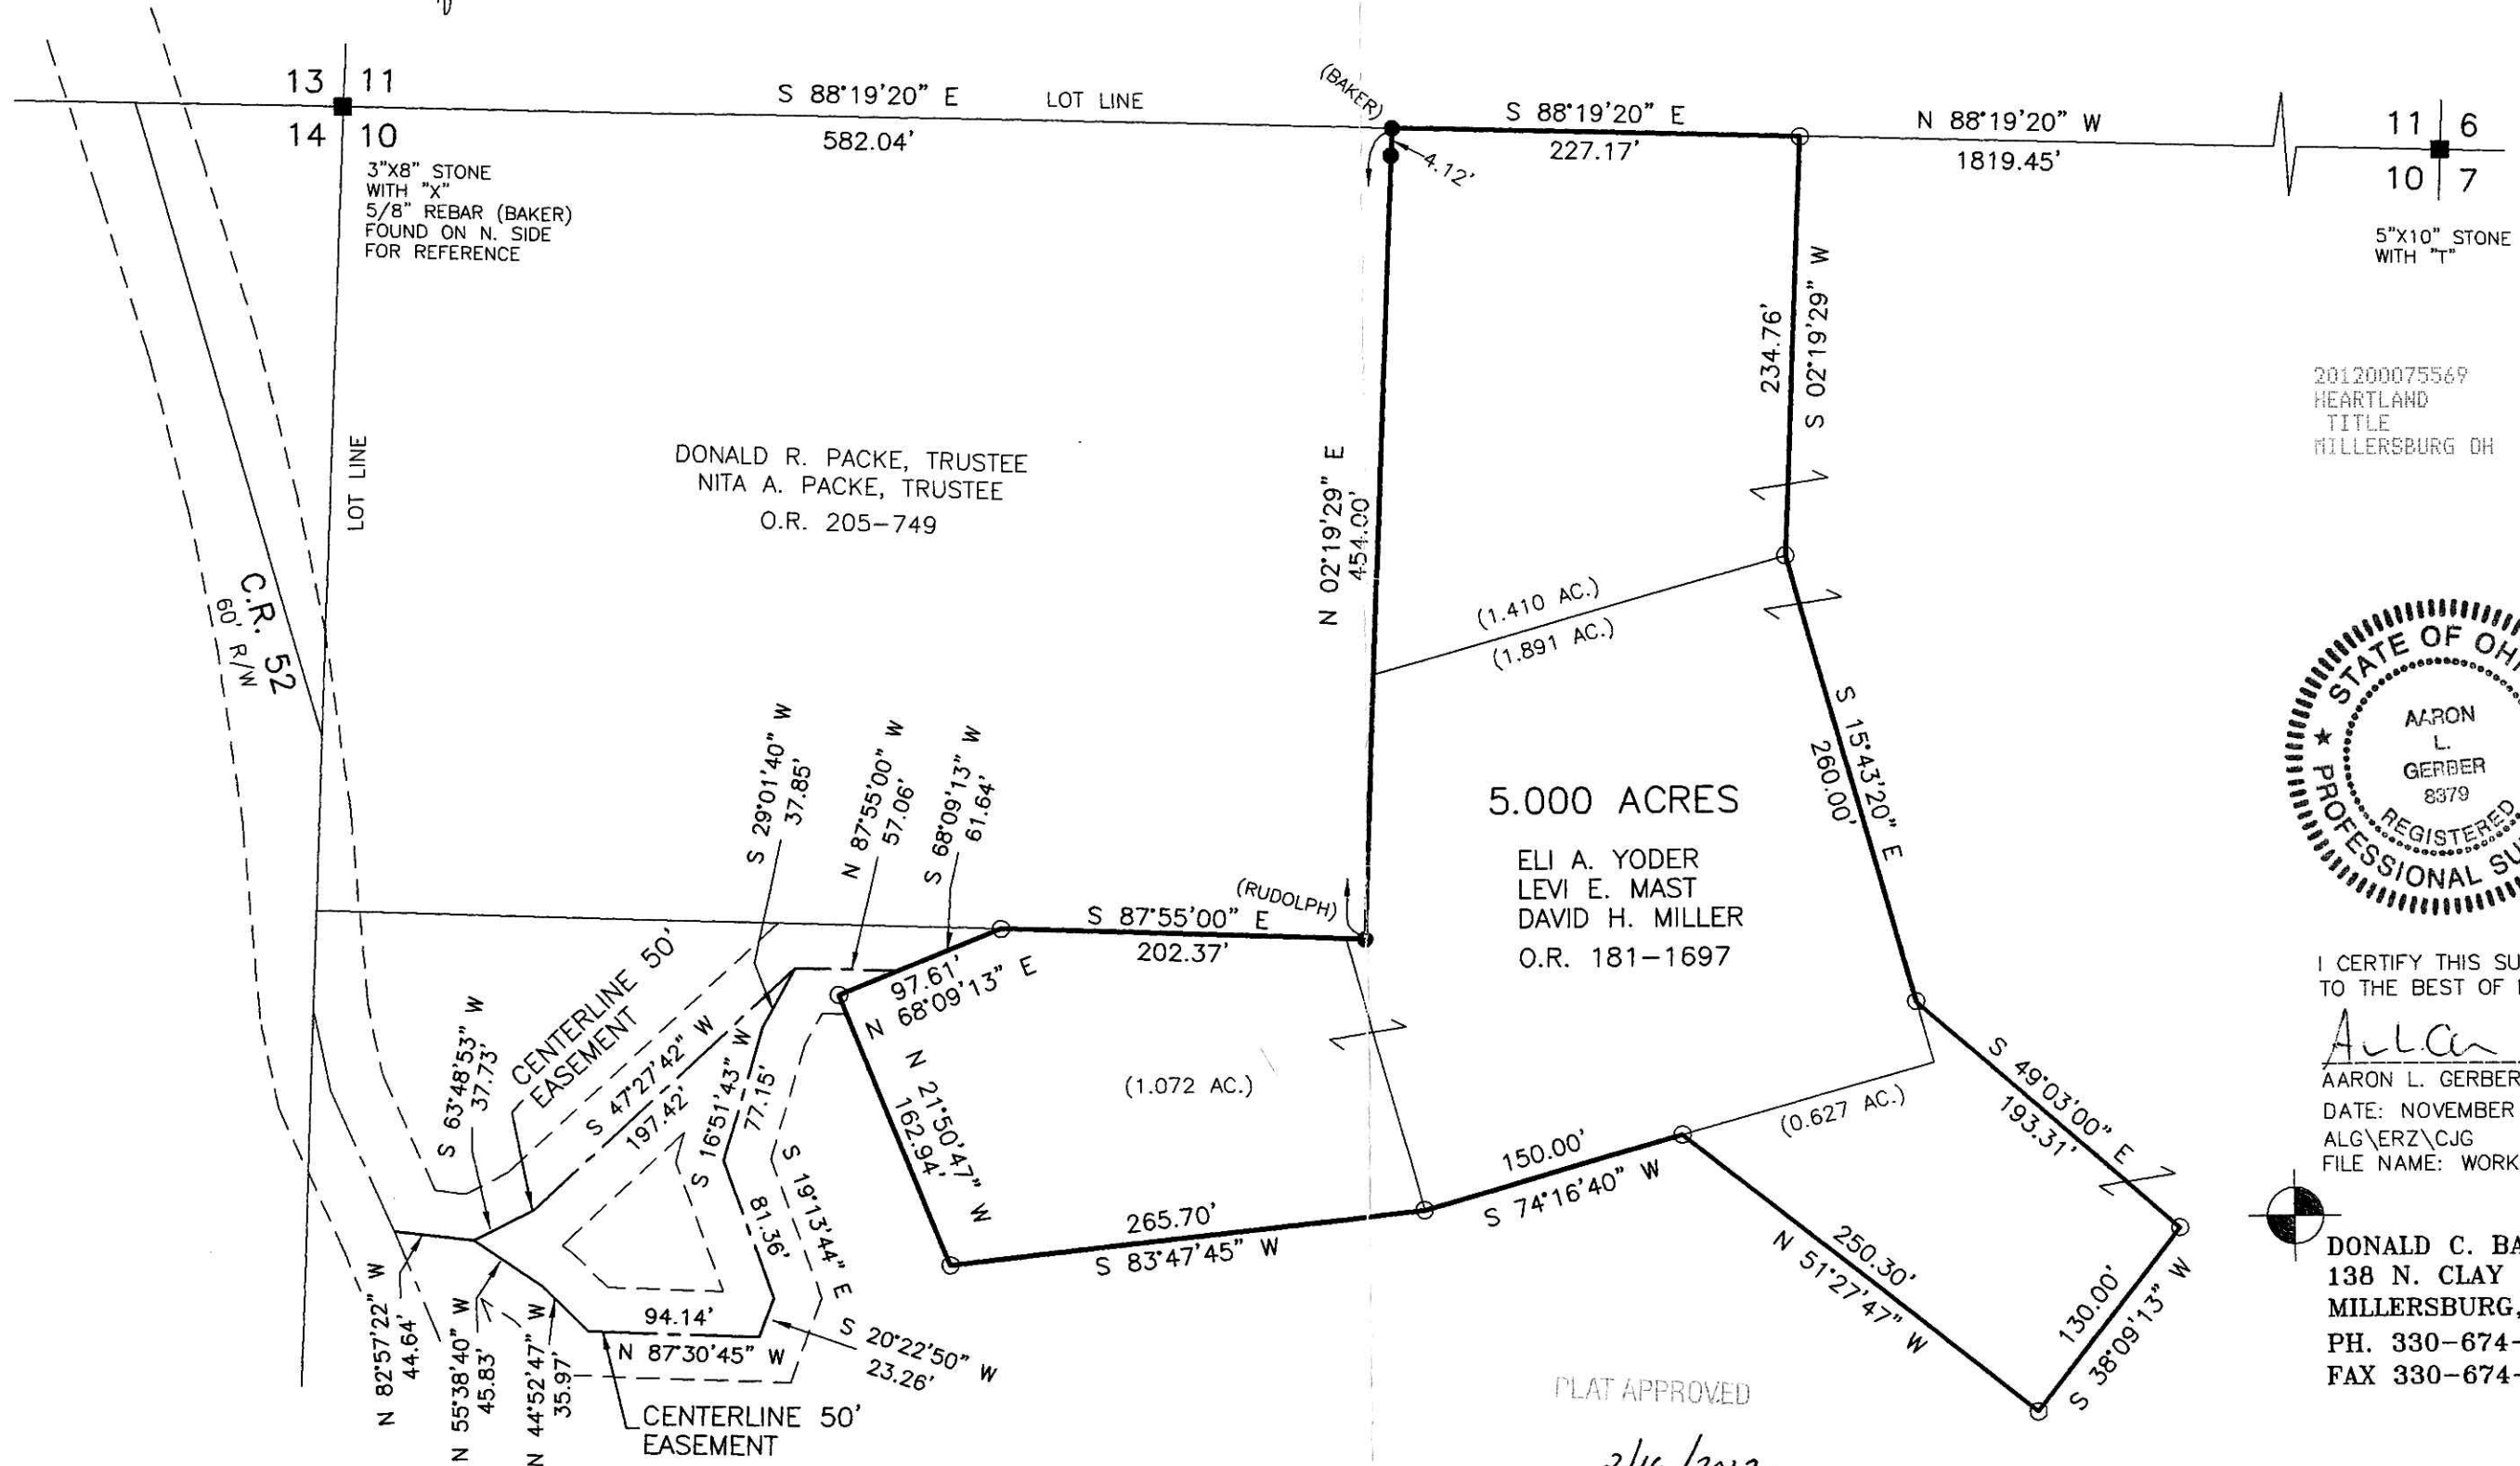 13 11
14 10
3"X8" STONE
WITH "X"
5/8" REBAR (BAKER)
FOUND ON N. SIDE
FOR REFERENCE
S 88°19'20" E
582.04'
LOT LINE
(BAKER)
4.12'
S 88°19'20" E
227.17'
N 88°19'20" W
1819.45'
11 6
10 7
5"X10" STONE
WITH "T"
234.76'
S 02°19'29" W
201200075569
HEARTLAND
TITLE
MILLERSBURG OH
LOT LINE
DONALD R. PACKE, TRUSTEE
NITA A. PACKE, TRUSTEE
O.R. 205-749
N 02°19'29" E
454.00'
C.R. 52
60' R/W
(1.410 AC.)
(1.891 AC.)
S 15°43'20" E
260.00'
STATE OF
AARON
L.
GERBER
8379
REGISTERED
PROFESSIONAL
5.000 ACRES
ELI A. YODER
LEVI E. MAST
DAVID H. MILLER
O.R. 181-1697
S 29°01'40" W
37.85'
N 87°55'00" W
57.06'
S 68°09'13" W
61.64'
(RUDOLPH)
S 87°55'00" E
202.37'
97.61'
N 68°09'13" E
CENTERLINE 50'
EASEMENT
S 63°48'53" W
37.73'
S 47°27'42" W
197.42'
S 16°51'43" W
77.15'
N 21°50'47" W
162.94'
(1.072 AC.)
S 19°13'44" E
81.36'
S 49°03'00" E
193.31'
(0.627 AC.)
150.00'
S 74°16'40" W
265.70'
S 83°47'45" W
250.30'
N 51°27'47" W
130.00'
S 38°09'13" W
I CERTIFY THIS
TO THE BEST OF
AARON L. GERBER
DATE: NOVEMBER
ALG\ERZ\CJG
FILE NAME: WORK
DONALD C.
138 N. CLAY
MILLERSBURG,
PH. 330-674-
FAX 330-674-
N 82°57'22" W
44.64'
N 55°38'40" W
45.83'
N 44°52'47" W
35.97'
94.14'
N 87°30'45" W
S 20°22'50" W
23.26'
CENTERLINE 50'
EASEMENT
PLAT APPROVED